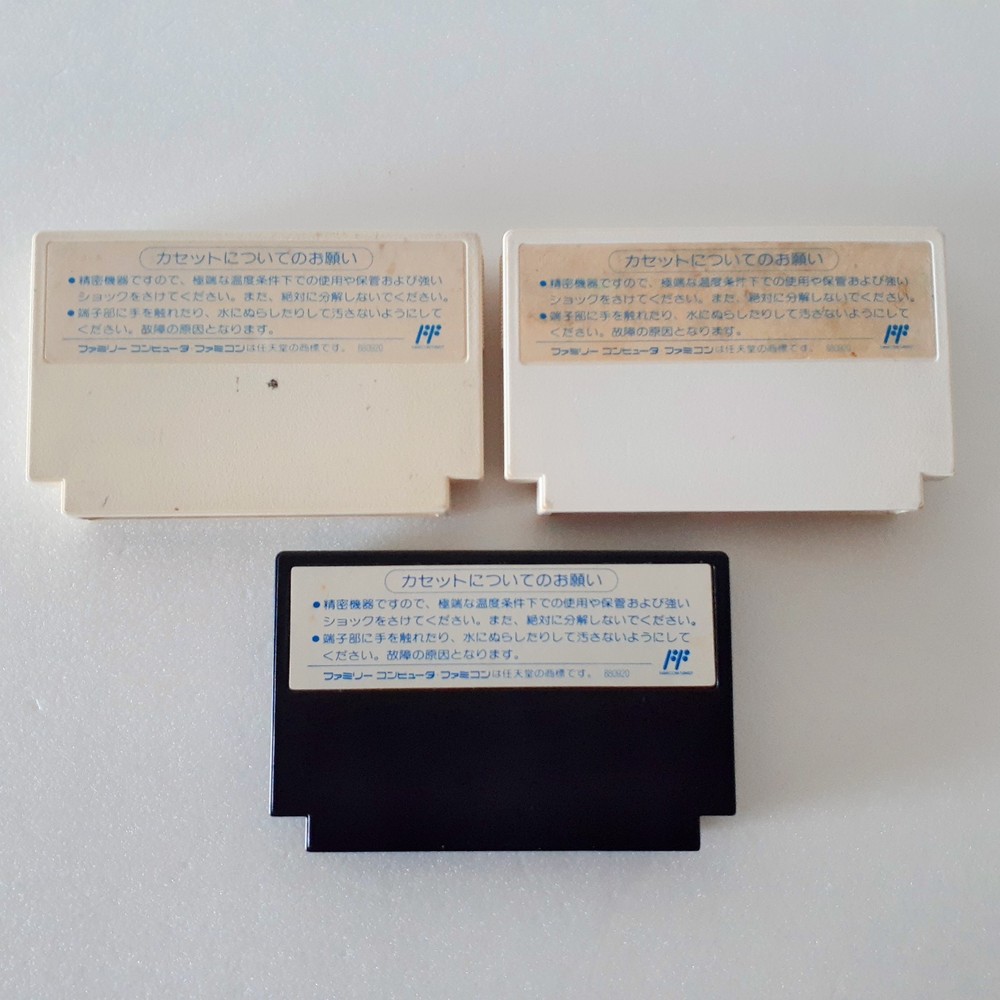 カセットについてのお願い
●精密機器ですので、極端な温度条件下での使用や保管および強い
ショックをさけてください。また、絶対に分解しないでください。
●端子部に手を触れたり、水にぬらしたりして汚さないようにして
ください。故障の原因となります。
ファミリー コンピュータ・ファミコンは任天堂の商標です。 860920
カセットについてのお願い
●精密機器ですので、極端な温度条件下での使用や保管および強い
ショックをさけてください。また、絶対に分解しないでください。
●端子部に手を触れたり、水にぬらしたりして汚さないようにして
ください。故障の原因となります。
ファミリー コンピュータ ファミコンは任天堂の商標です。 860920
カセットについてのお願い
●精密機器ですので、極端な温度条件下での使用や保管および強い
ショックをさけてください。また、絶対に分解しないでください。
●端子部に手を触れたり、水にぬらしたりして汚さないようにして
ください。故障の原因となります。
ファミリー コンピュータ ファミコンは任天堂の商標です。 860920